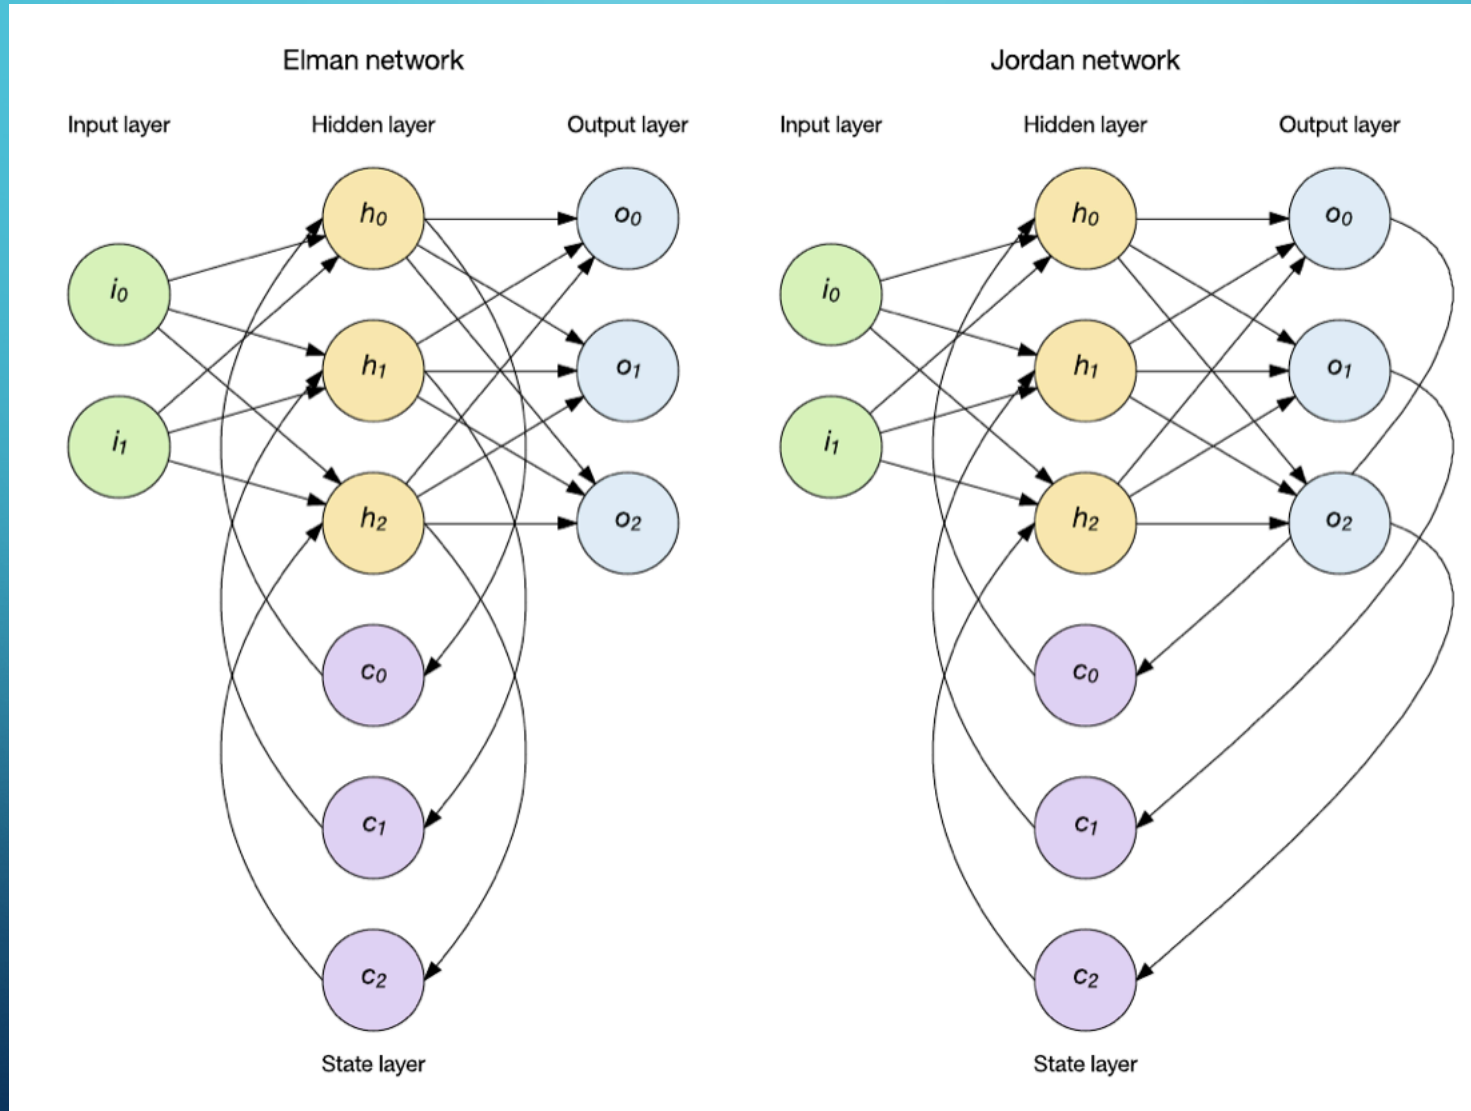 Elman network
Jordan network
Input layer
Hidden layer
Output layer
Input layer
Hidden layer
Output layer
h0
o0
i0
h1
o1
i1
h2
o2
c0
c1
c2
State layer
h0
o0
i0
h1
o1
i1
h2
o2
c0
c1
c2
State layer